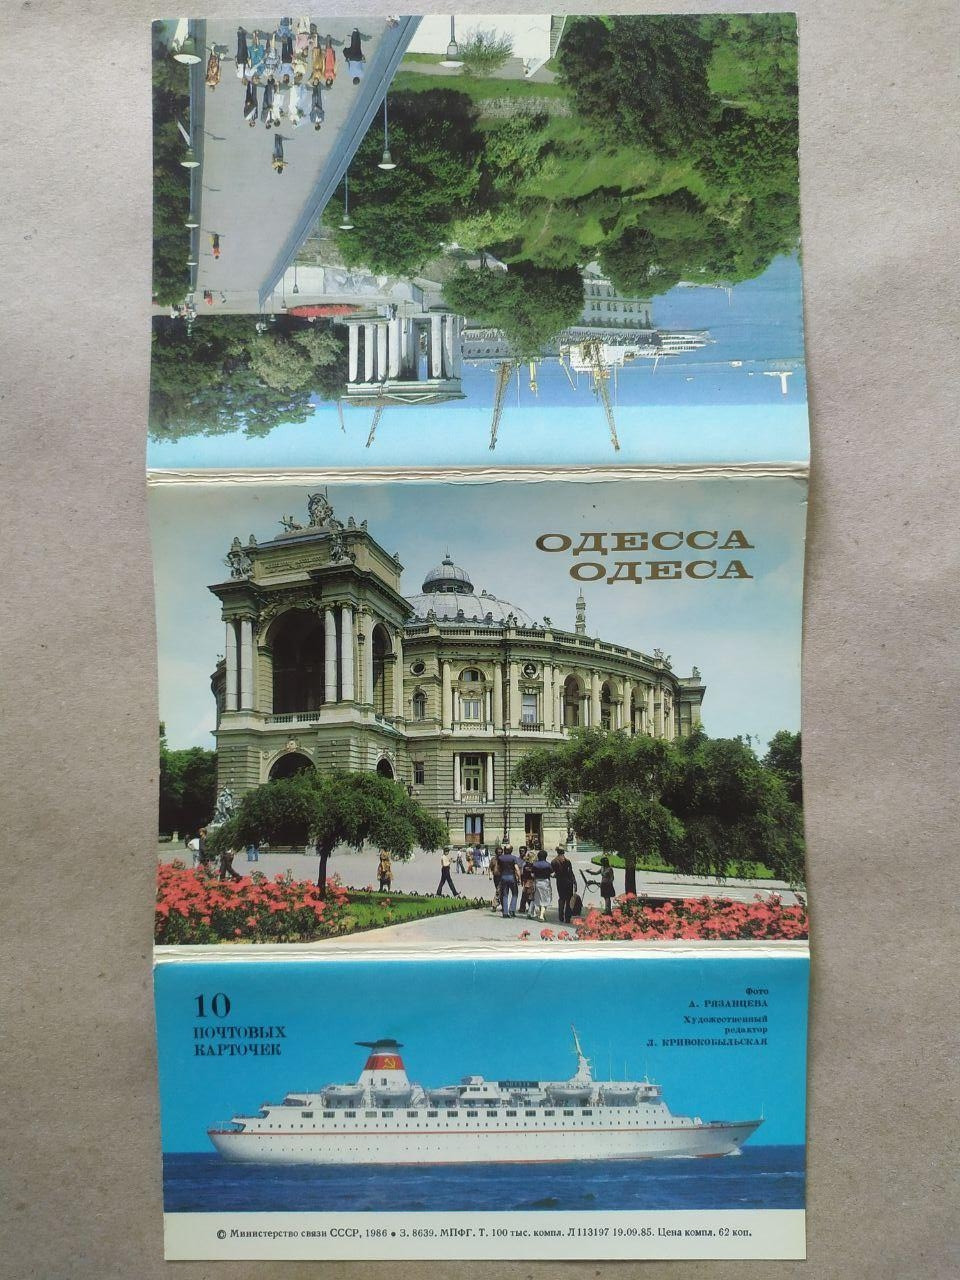 ОДЕССА
ОДЕСА
10
ПОЧТОВЫХ
КАРТОЧЕК
Фото
А. РЯЗАНЦЕВА
Художественный
редактор
Л. КРИВОКОБЫЛЬСКАЯ
© Министерство связи СССР, 1986 • З. 8639. МПФГ. Т. 100 тыс. компл. Л 113197 19.09.85. Цена компл. 62 коп.